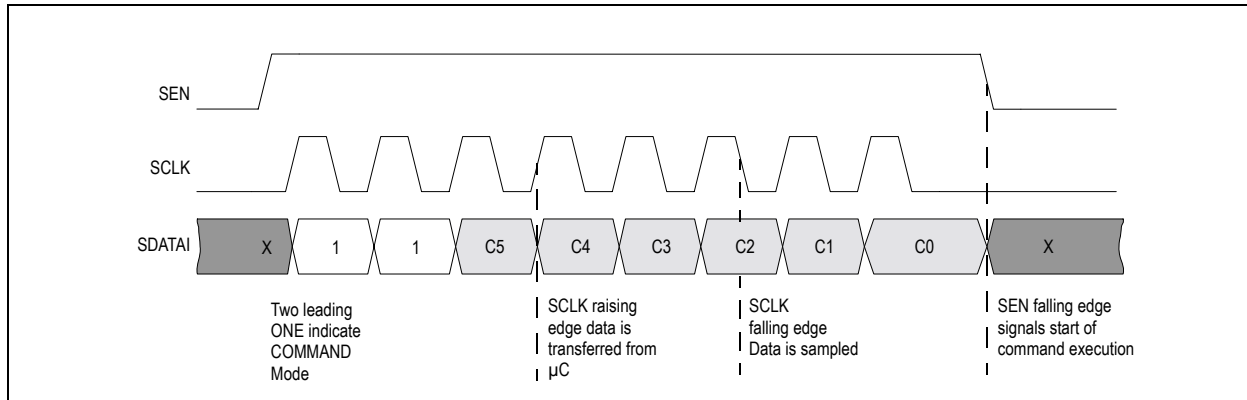 SEN
SCLK
SDATAI
X 1 1 C5 C4 C3 C2 C1 C0 X
Two leading
ONE indicate
COMMAND
Mode
SCLK raising
edge data is
transferred from
µC
SCLK
falling edge
Data is sampled
SEN falling edge
signals start of
command execution